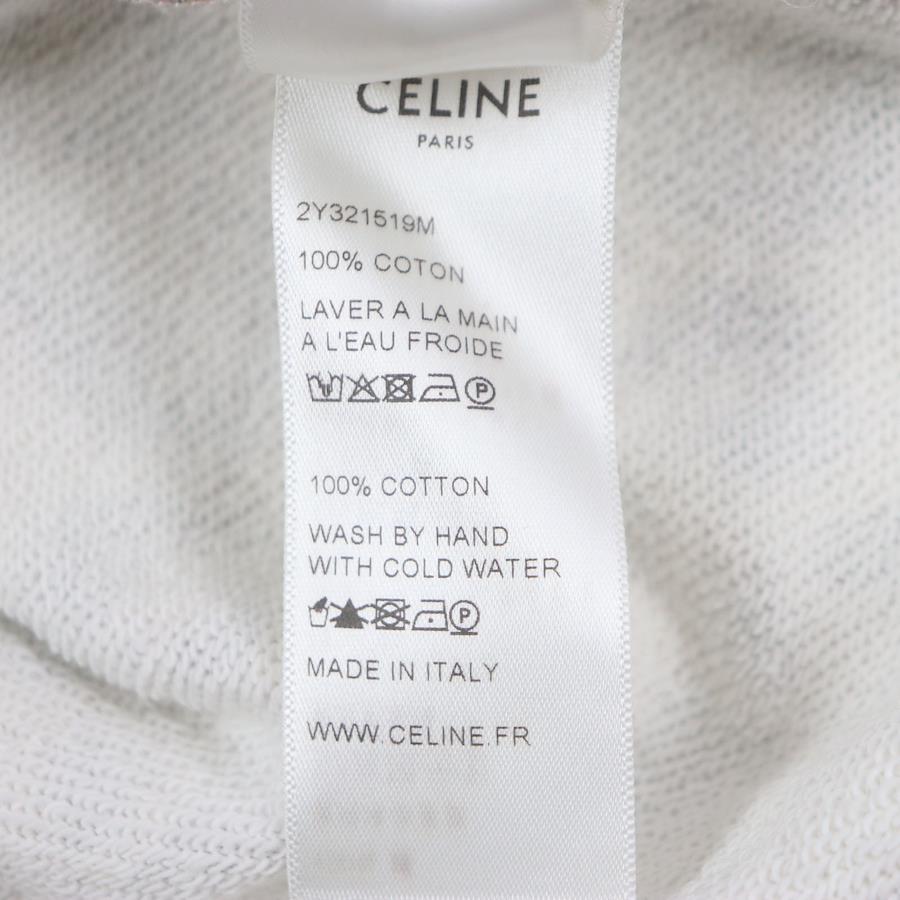 CELINE
PARIS
2Y321519M
100% COTON
LAVER A LA MAIN
A L'EAU FROIDE
P
100% COTTON
WASH BY HAND
WITH COLD WATER
P
MADE IN ITALY
WWW.CELINE.FR